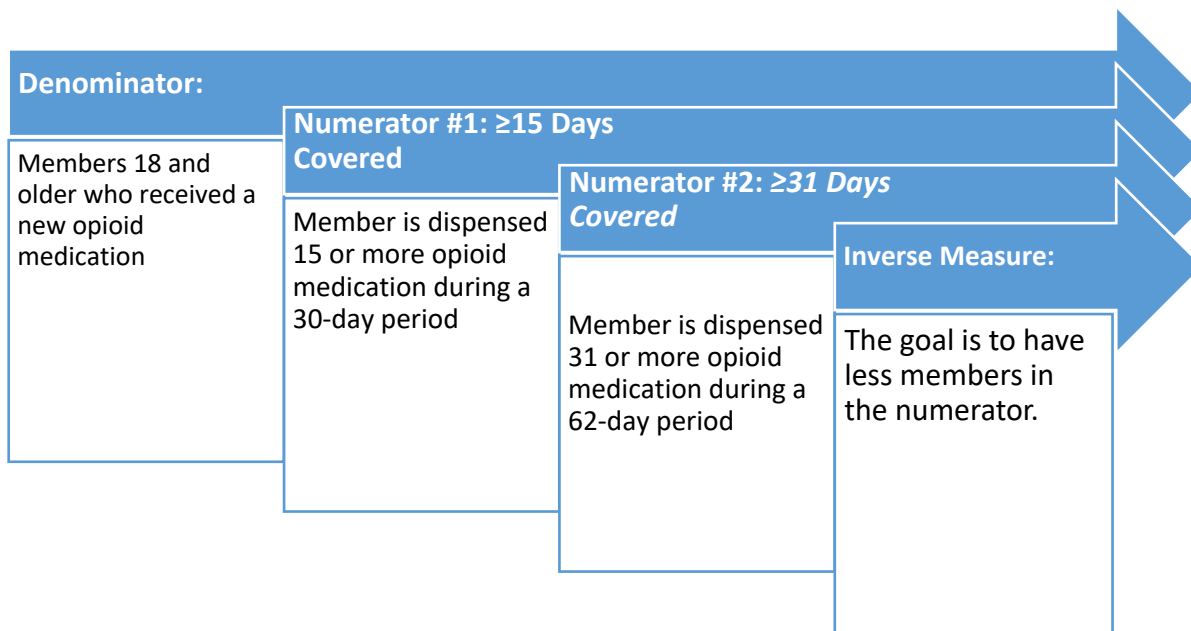 Denominator:
Members 18 and
older who received a
new opioid
medication
Numerator #1: ≥15 Days
Covered
Member is dispensed
15 or more opioid
medication during a
30-day period
Numerator #2: ≥31 Days
Covered
Member is dispensed
31 or more opioid
medication during a
62-day period
Inverse Measure:
The goal is to have
less members in
the numerator.